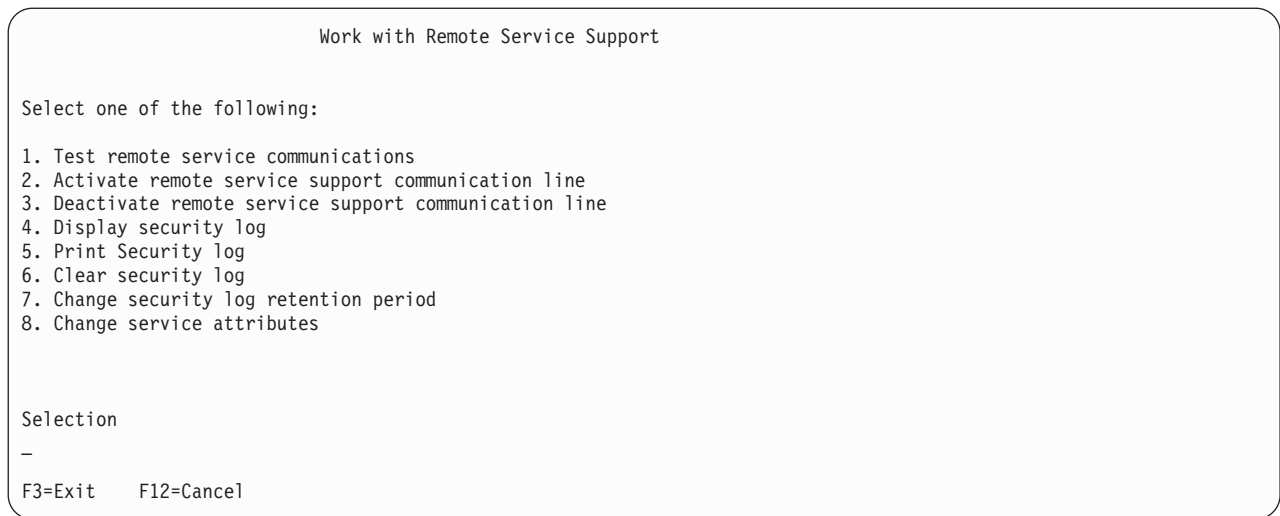 Work with Remote Service Support
Select one of the following:
1. Test remote service communications
2. Activate remote service support communication line
3. Deactivate remote service support communication line
4. Display security log
5. Print Security log
6. Clear security log
7. Change security log retention period
8. Change service attributes
Selection
_
F3=Exit F12=Cancel